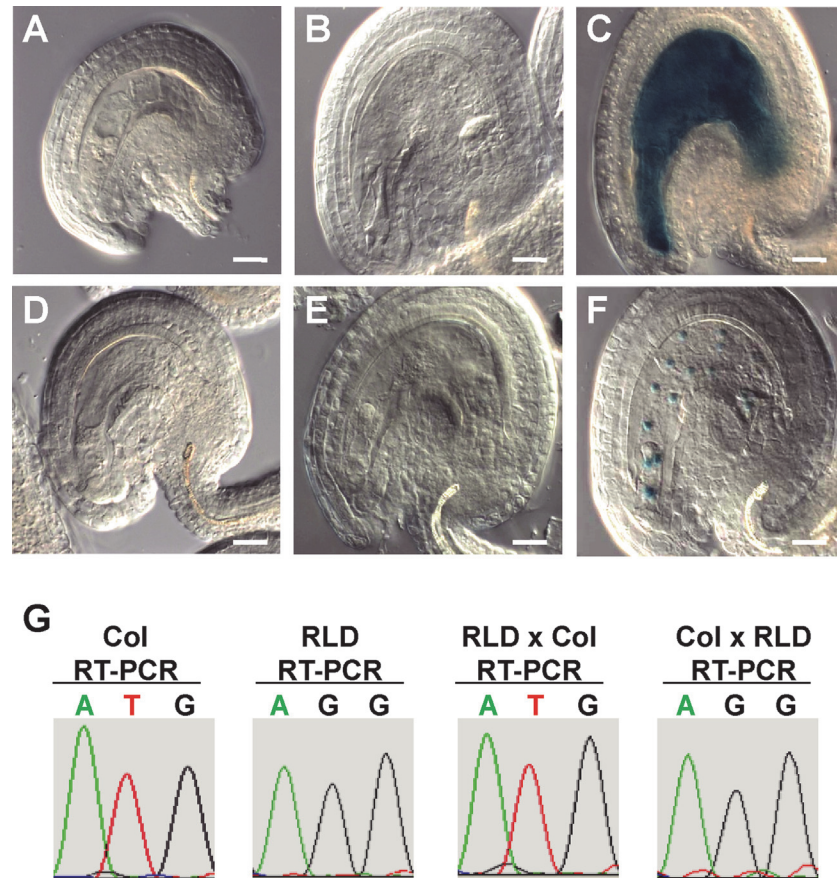 A B C
D E F
G
Col RLD RLD x Col Col x RLD
RT-PCR RT-PCR RT-PCR RT-PCR
A T G A G G A T G A G G